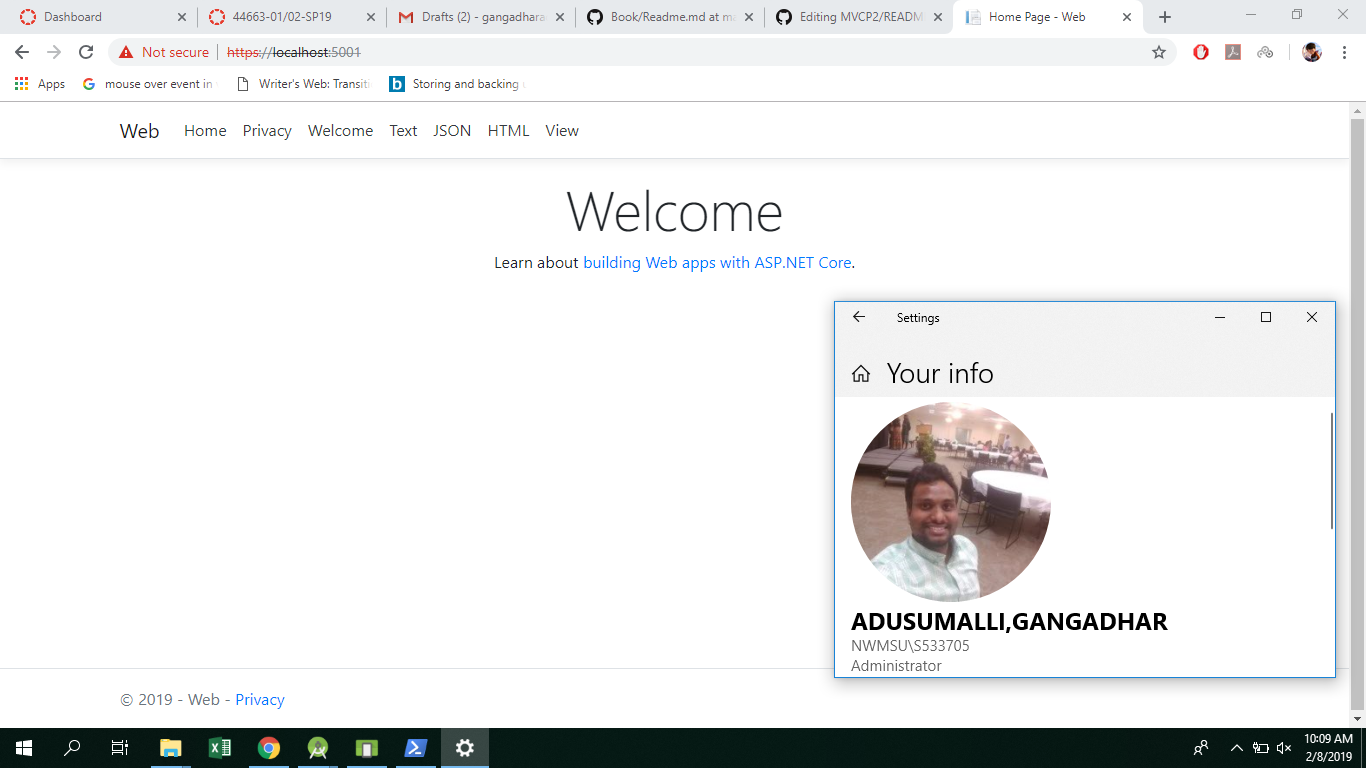 Dashboard
44663-01/02-SP19
Drafts (2) - gangadhara
Book/Readme.md at ma
Editing MVCP2/README
Home Page - Web
Not secure
https://localhost:5001
Apps
mouse over event in
Writer's Web: Transiti
Storing and backing
Web Home Privacy Welcome Text JSON HTML View
Welcome
Learn about building Web apps with ASP.NET Core.
Settings
Your info
ADUSUMALLI,GANGADHAR
NWMSU\S533705
Administrator
© 2019 - Web - Privacy
10:09 AM
2/8/2019